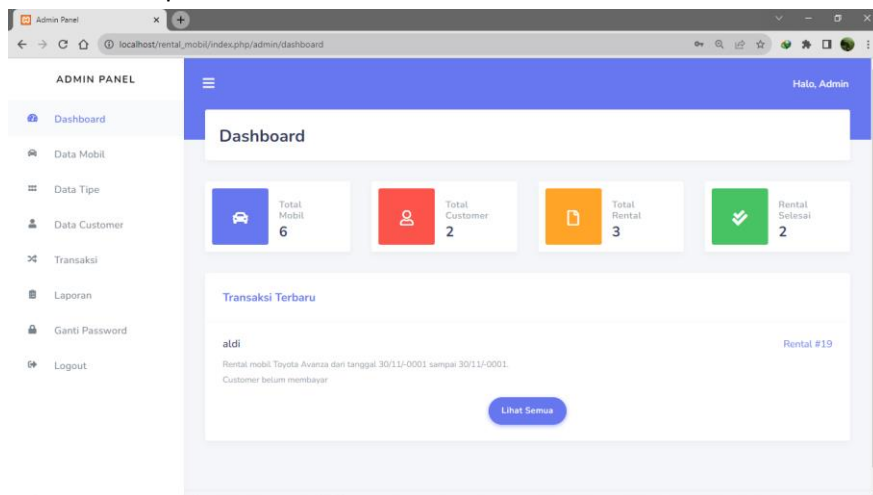 Admin Panel
localhost/rental_mobil/index.php/admin/dashboard
ADMIN PANEL
Halo, Admin
Dashboard
Data Mobil
Data Tipe
Data Customer
Transaksi
Laporan
Ganti Password
Logout
Dashboard
Total
Mobil
6
Total
Customer
2
Total
Rental
3
Rental
Selesai
2
Transaksi Terbaru
aldi
Rental #19
Rental mobil Toyota Avanza dari tanggal 30/11/-0001 sampai 30/11/-0001.
Customer belum membayar
Lihat Semua